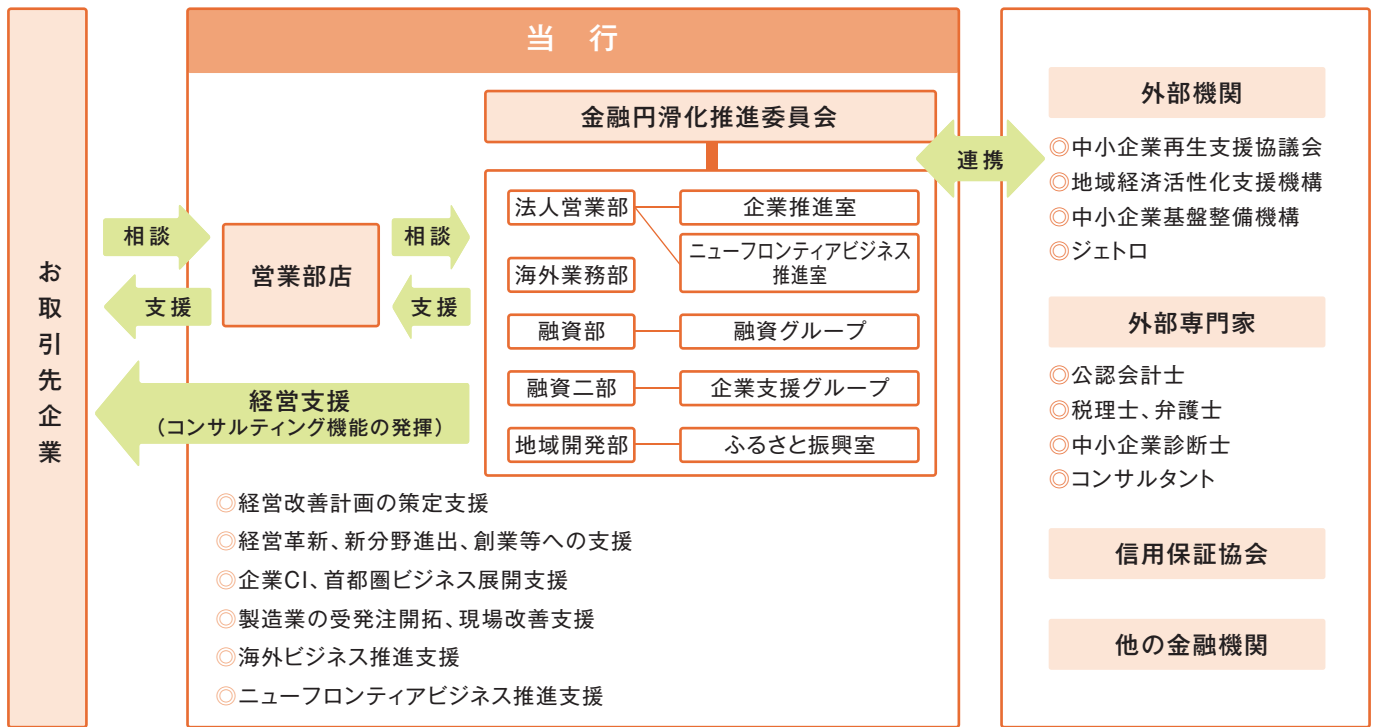 お取引先企業
当 行
金融円滑化推進委員会
相談
支援
営業部店
相談
支援
経営支援
(コンサルティング機能の発揮)
法人営業部
企業推進室
ニューフロンティアビジネス
推進室
海外業務部
融資部
融資グループ
融資二部
企業支援グループ
地域開発部
ふるさと振興室
◎経営改善計画の策定支援
◎経営革新、新分野進出、創業等への支援
◎企業CI、首都圏ビジネス展開支援
◎製造業の受発注開拓、現場改善支援
◎海外ビジネス推進支援
◎ニューフロンティアビジネス推進支援
連携
外部機関
◎中小企業再生支援協議会
◎地域経済活性化支援機構
◎中小企業基盤整備機構
◎ジェトロ
外部専門家
◎公認会計士
◎税理士、弁護士
◎中小企業診断士
◎コンサルタント
信用保証協会
他の金融機関